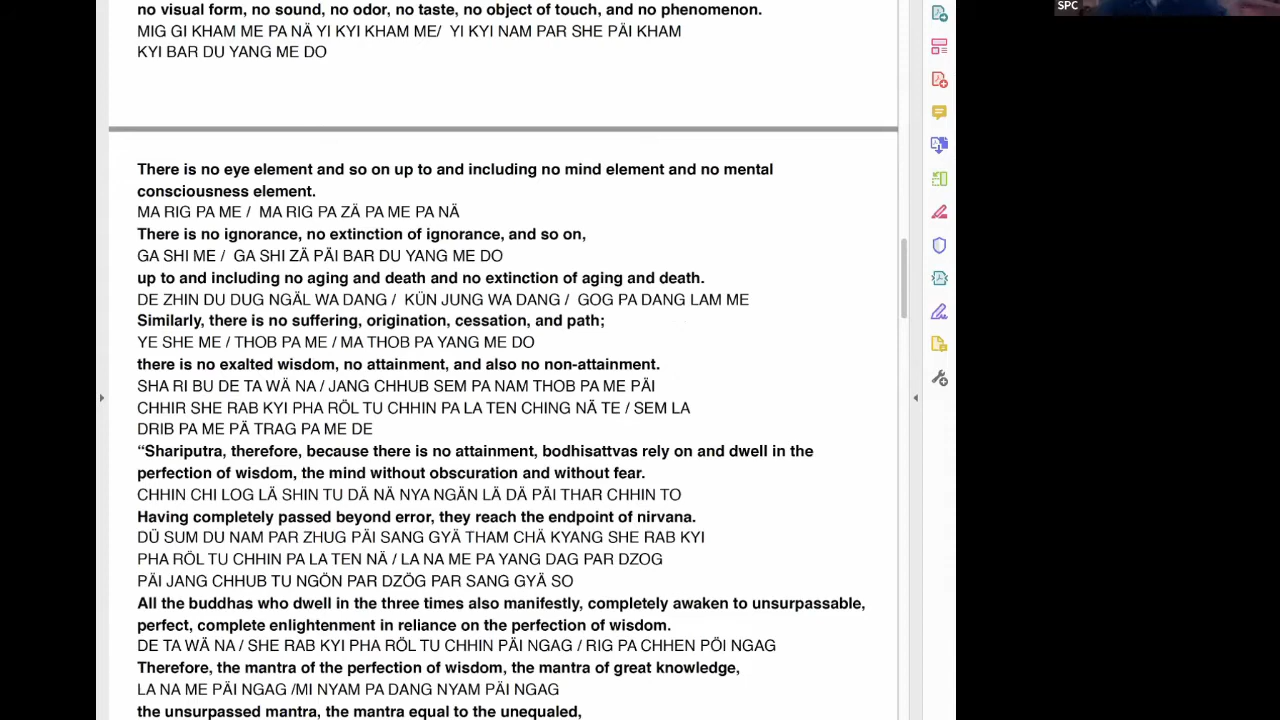 SPC
no visual form, no sound, no odor, no taste, no object of touch, and no phenomenon.
MIG GI KHAM ME PA NÄ YI KYI KHAM ME/ YI KYI NAM PAR SHE PÄI KHAM
KYI BAR DU YANG ME DO
There is no eye element and so on up to and including no mind element and no mental
consciousness element.
MA RIG PA ME / MA RIG PA ZÄ PA ME PA NÄ
There is no ignorance, no extinction of ignorance, and so on,
GA SHI ME / GA SHI ZÄ PÄI BAR DU YANG ME DO
up to and including no aging and death and no extinction of aging and death.
DE ZHIN DU DUG NGÄL WA DANG / KÜN JUNG WA DANG / GOG PA DANG LAM ME
Similarly, there is no suffering, origination, cessation, and path;
YE SHE ME / THOB PA ME / MA THOB PA YANG ME DO
there is no exalted wisdom, no attainment, and also no non-attainment.
SHA RI BU DE TA WÄ NA / JANG CHHUB SEM PA NAM THOB PA ME PÄI
CHHIR SHE RAB KYI PHA RÖL TU CHHIN PA LA TEN CHING NÄ TE / SEM LA
DRIB PA ME PÄ TRAG PA ME DE
“Shariputra, therefore, because there is no attainment, bodhisattvas rely on and dwell in the
perfection of wisdom, the mind without obscuration and without fear.
CHHIN CHI LOG LÄ SHIN TU DÄ NÄ NYA NGÄN LÄ DÄ PÄI THAR CHHIN TO
Having completely passed beyond error, they reach the endpoint of nirvana.
DÜ SUM DU NAM PAR ZHUG PÄI SANG GYÄ THAM CHÄ KYANG SHE RAB KYI
PHA RÖL TU CHHIN PA LA TEN NÄ / LA NA ME PA YANG DAG PAR DZOG
PÄI JANG CHHUB TU NGÖN PAR DZÖG PAR SANG GYÄ SO
All the buddhas who dwell in the three times also manifestly, completely awaken to unsurpassable,
perfect, complete enlightenment in reliance on the perfection of wisdom.
DE TA WÄ NA / SHE RAB KYI PHA RÖL TU CHHIN PÄI NGAG / RIG PA CHHEN PÖI NGAG
Therefore, the mantra of the perfection of wisdom, the mantra of great knowledge,
LA NA ME PÄI NGAG /MI NYAM PA DANG NYAM PÄI NGAG
the unsurpassed mantra, the mantra equal to the unequaled,